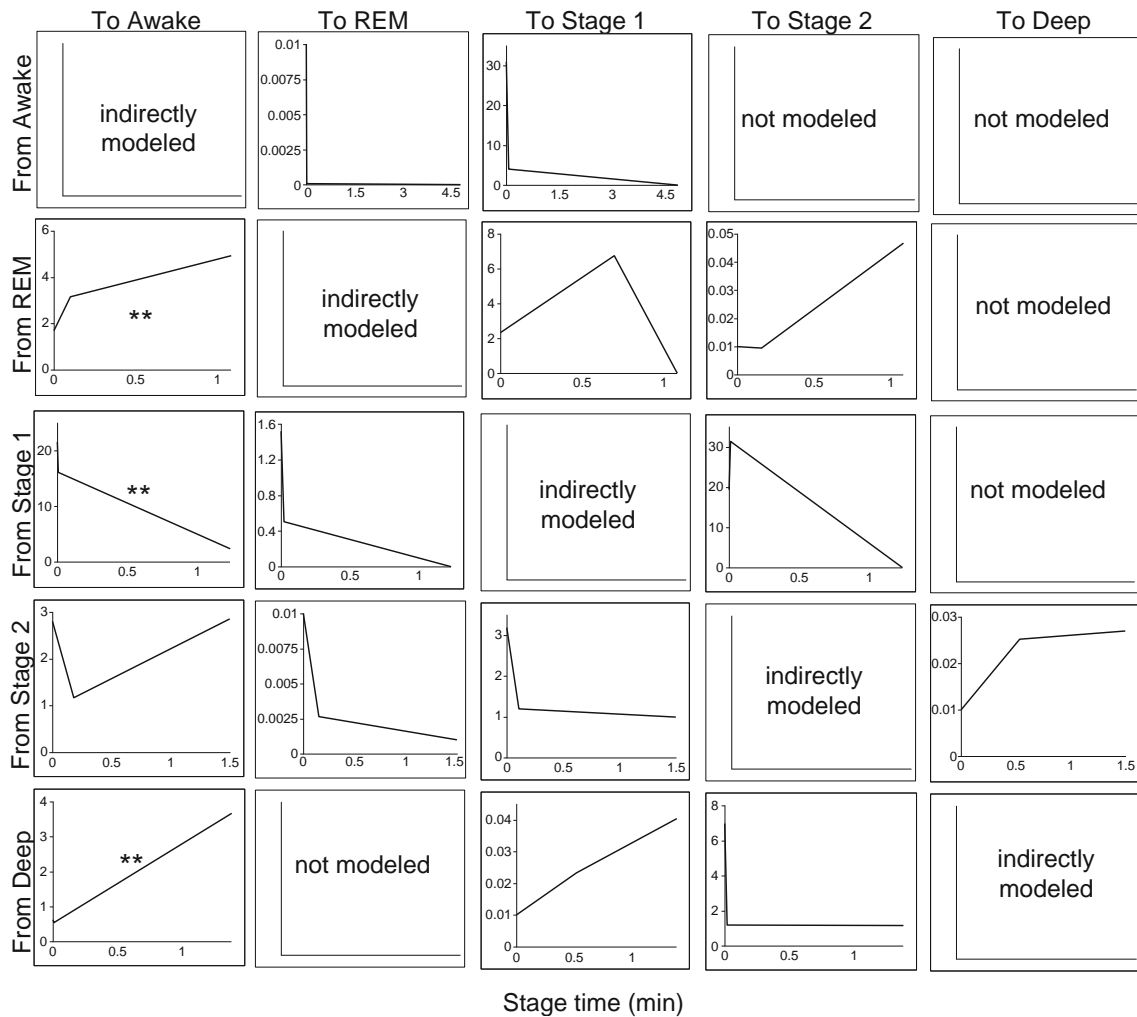 To Awake To REM To Stage 1 To Stage 2 To Deep
From Awake
indirectly
modeled
0.01
0.0075
0.005
0.0025
0
0 1.5 3 4.5
30
20
10
0
0 1.5 3 4.5
not modeled
not modeled
From REM
6
4
2
0
**
0 0.5 1
indirectly
modeled
8
6
4
2
0
0 0.5 1
0.05
0.04
0.03
0.02
0.01
0
0 0.5 1
not modeled
From Stage 1
20
10
0
**
0 0.5 1
1.6
1.2
0.8
0.4
0
0 0.5 1
indirectly
modeled
30
20
10
0
0 0.5 1
not modeled
From Stage 2
3
2
1
0
0 0.5 1 1.5
0.01
0.0075
0.005
0.0025
0
0 0.5 1 1.5
3
2
1
0
0 0.5 1 1.5
indirectly
modeled
0.03
0.02
0.01
0
0 0.5 1 1.5
From Deep
4
3
2
1
0
**
0 0.5 1
not modeled
0.04
0.03
0.02
0.01
0
0 0.5 1
8
6
4
2
0
0 0.5 1
indirectly
modeled
Stage time (min)